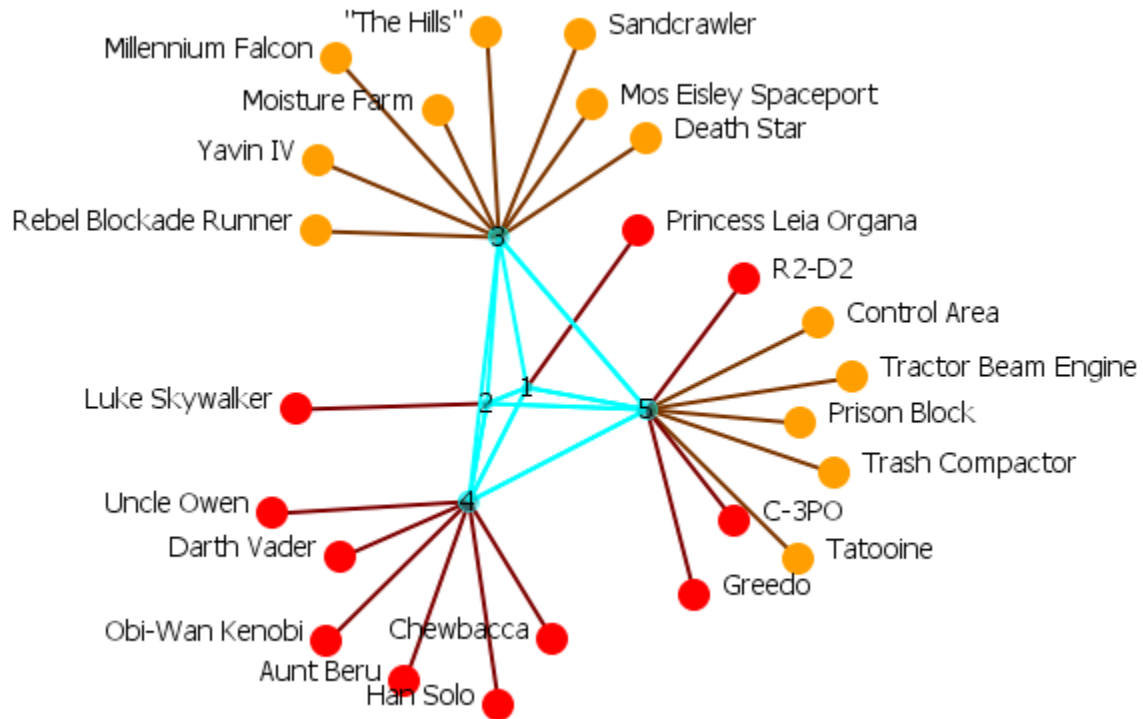 "The Hills"
Sandcrawler
Millennium Falcon
Moisture Farm
Mos Eisley Spaceport
Death Star
Yavin IV
Rebel Blockade Runner
Princess Leia Organa
3
R2-D2
Control Area
Tractor Beam Engine
1
Luke Skywalker
2
5
Prison Block
Trash Compactor
Uncle Owen
4
C-3PO
Darth Vader
Tatooine
Greedo
Obi-Wan Kenobi
Chewbacca
Aunt Beru
Han Solo